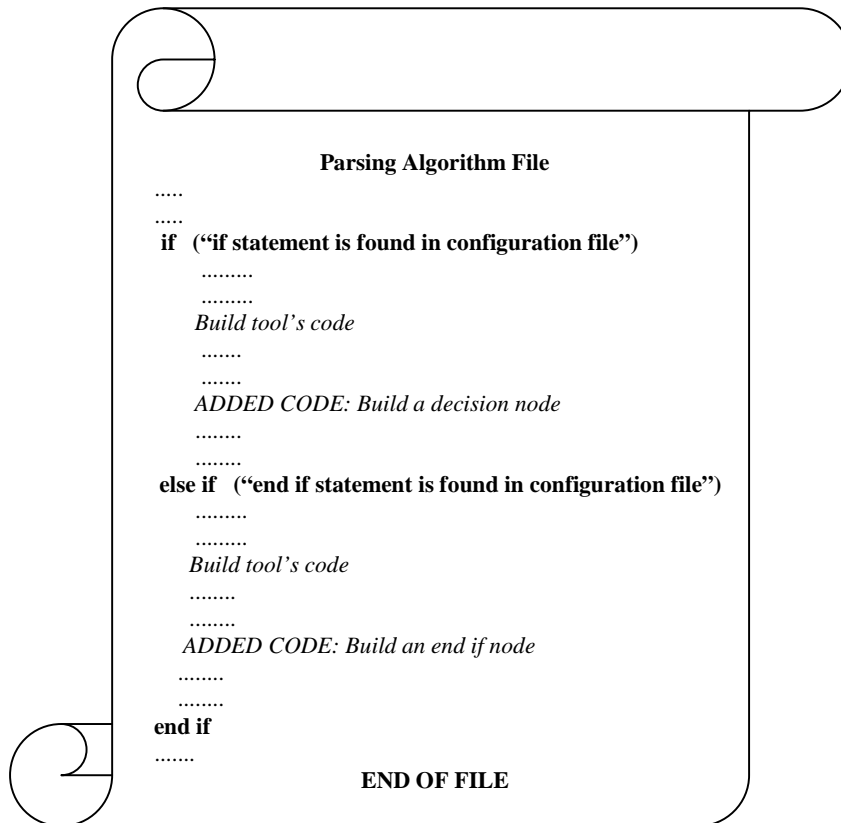 Parsing Algorithm File
.....
.....
if (“if statement is found in configuration file”)
.........
.........
Build tool’s code
.......
.......
ADDED CODE: Build a decision node
........
........
else if (“end if statement is found in configuration file”)
.........
.........
Build tool’s code
........
........
ADDED CODE: Build an end if node
........
........
end if
.......
END OF FILE